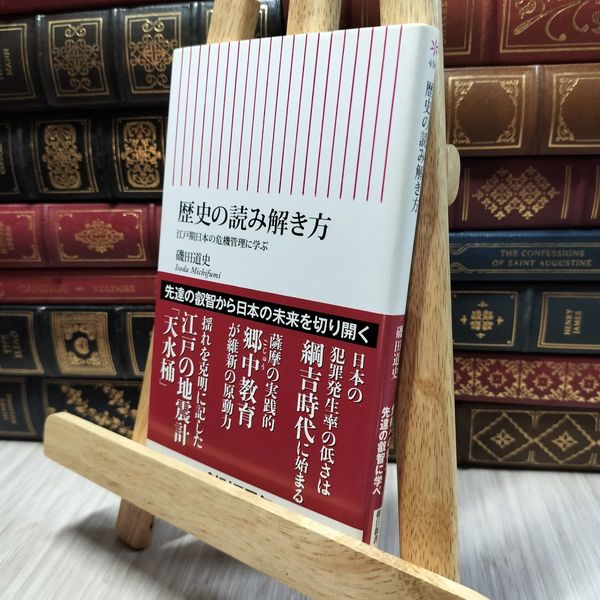 歴史の読み解き方
江戸期日本の危機管理に学ぶ
磯田道史
Isoda Michifumi
先達の叡智から日本の未来を切り開く
日本の
犯罪発生率の低さは
綱吉時代に始まる
薩摩の実践的
郷中教育
ごじゅう
が維新の原動力
揺れを克明に記した
江戸の地震計
「天水桶」
歴史の読み解き方
磯田道史
先達の叡智に学べ
THE CONFESSIONS
OF SAINT AUGUSTINE
HENRY
JAMES
VOLTAIRE